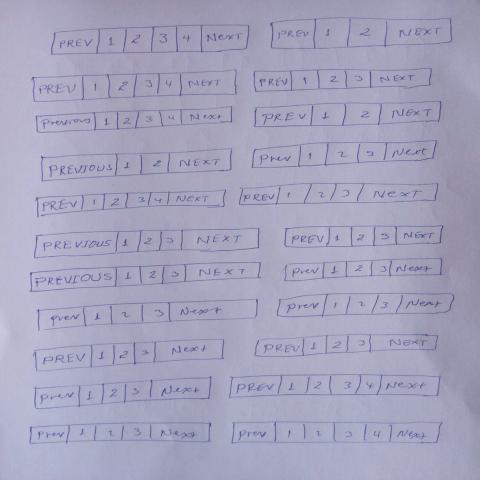 PREV 1 2 3 4 Next PREV 1 2 NEXT
PREV 1 2 3 4 NEXT PREV 1 2 3 NEXT
Previous 1 2 3 4 Next PREV 1 2 NEXT
PREVIOUS 1 2 NEXT Prev 1 2 3 Next
PREV 1 2 3 4 NEXT PREV 1 2 3 NEXT
PREVIOUS 1 2 3 NEXT PREV 1 2 3 NEXT
PREVIOUS 1 2 3 NEXT Prev 1 2 3 Next
Prev 1 2 3 Next Prev 1 2 3 Next
PREV 1 2 3 Next PREV 1 2 3 NEXT
Prev 1 2 3 Next PREV 1 2 3 4 Next
Prev 1 2 3 Next Prev 1 2 3 4 Next